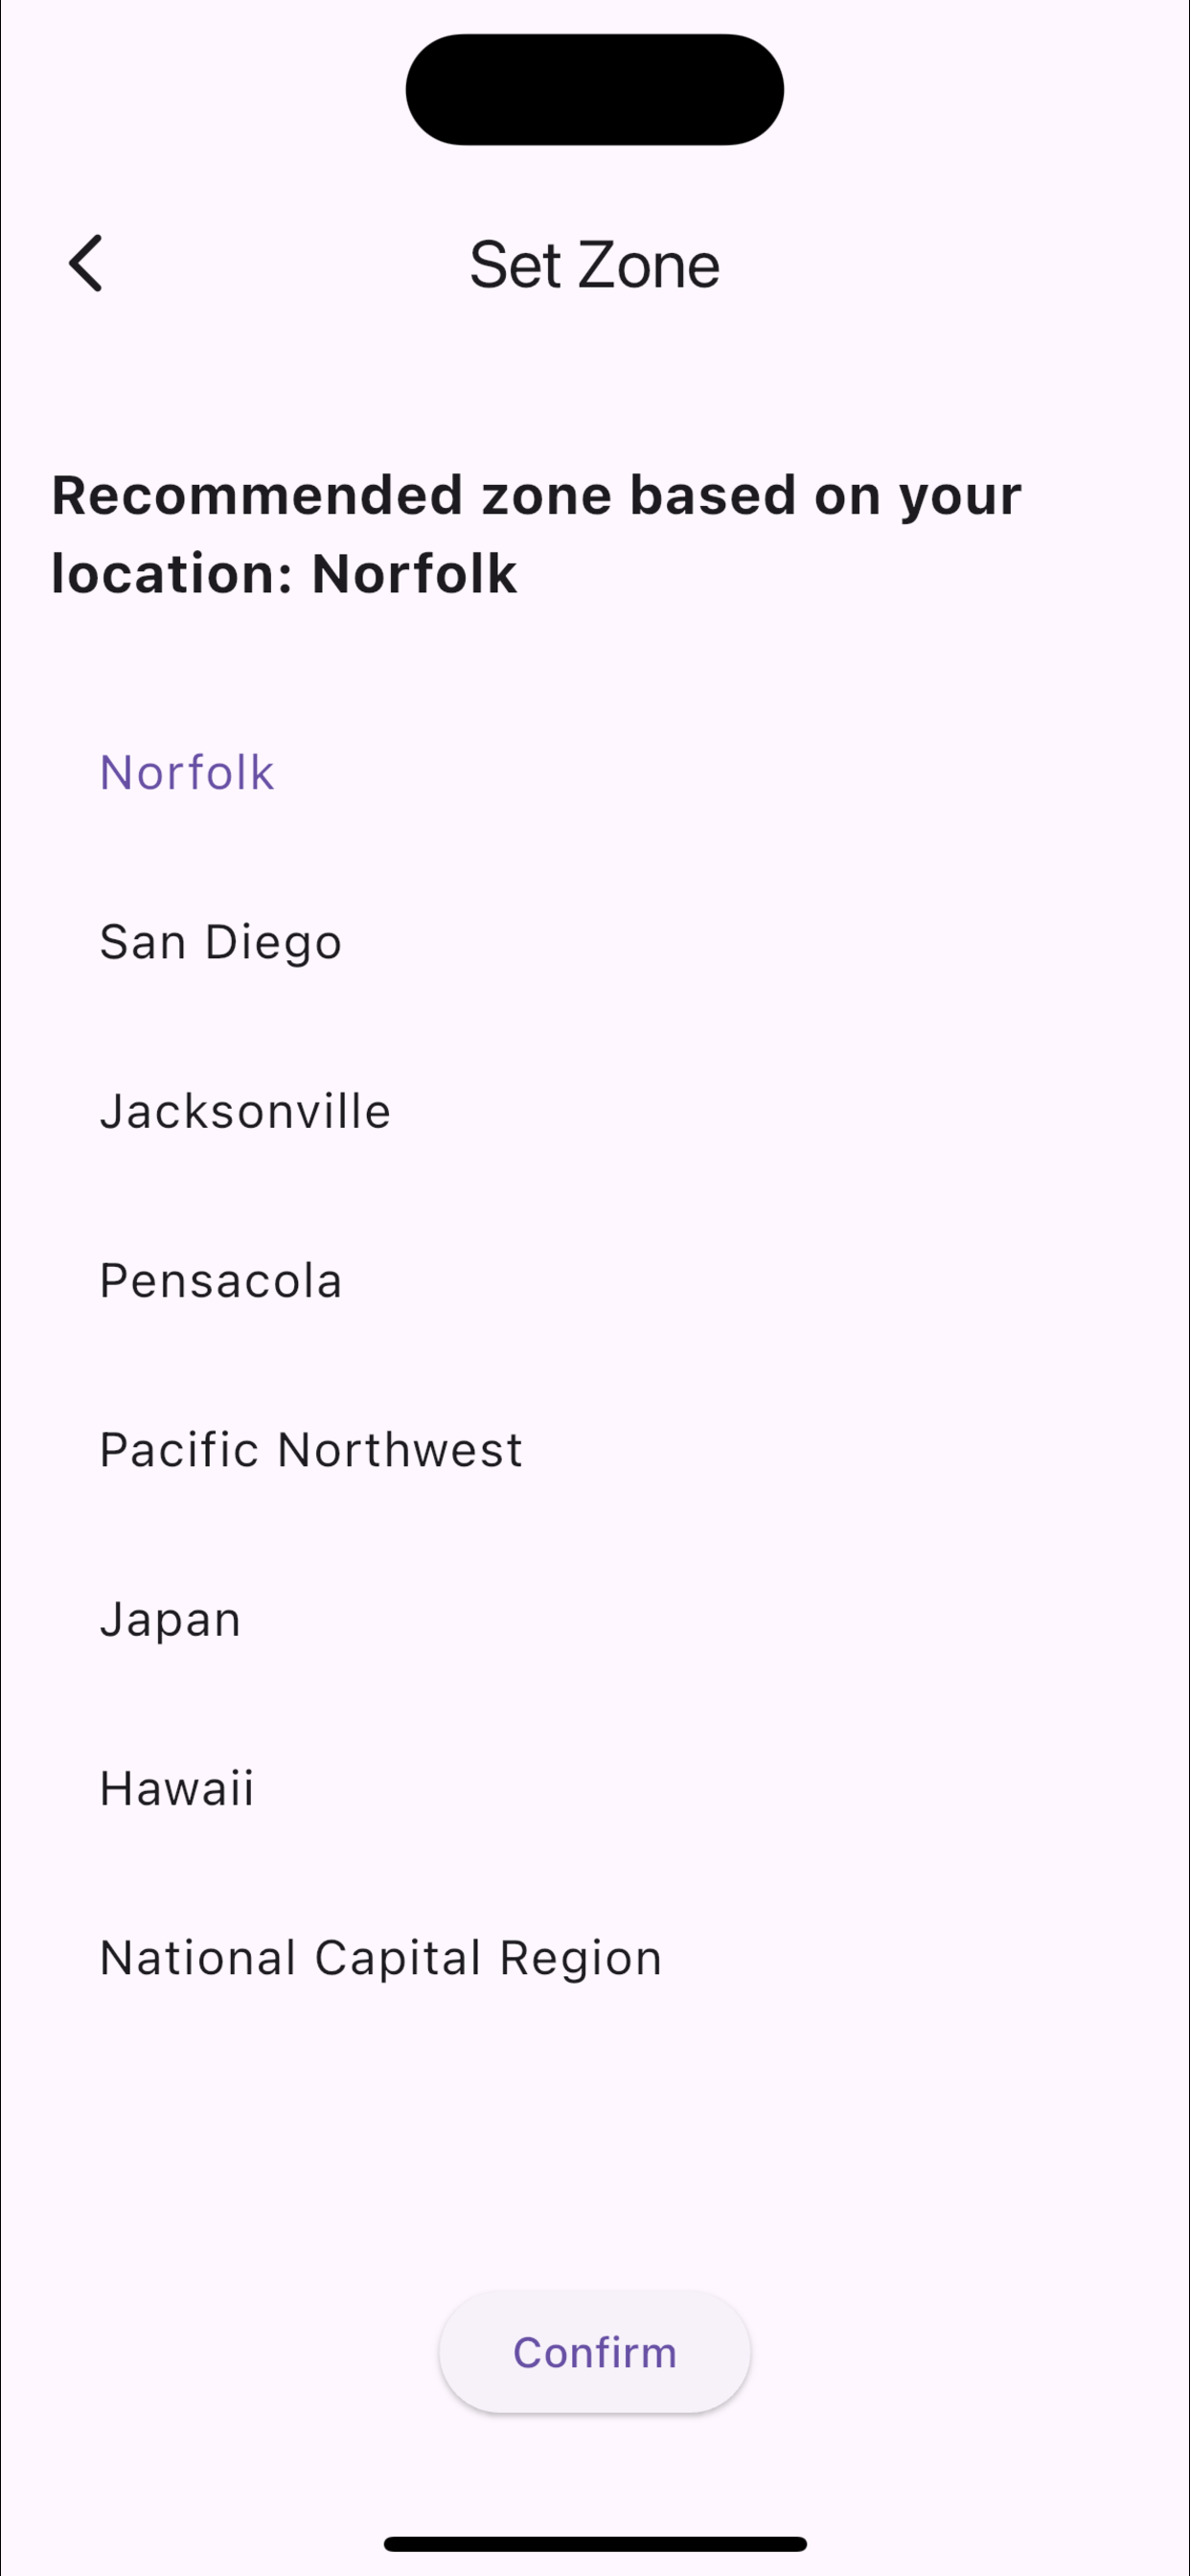 Set Zone
Recommended zone based on your
location: Norfolk
Norfolk
San Diego
Jacksonville
Pensacola
Pacific Northwest
Japan
Hawaii
National Capital Region
Confirm